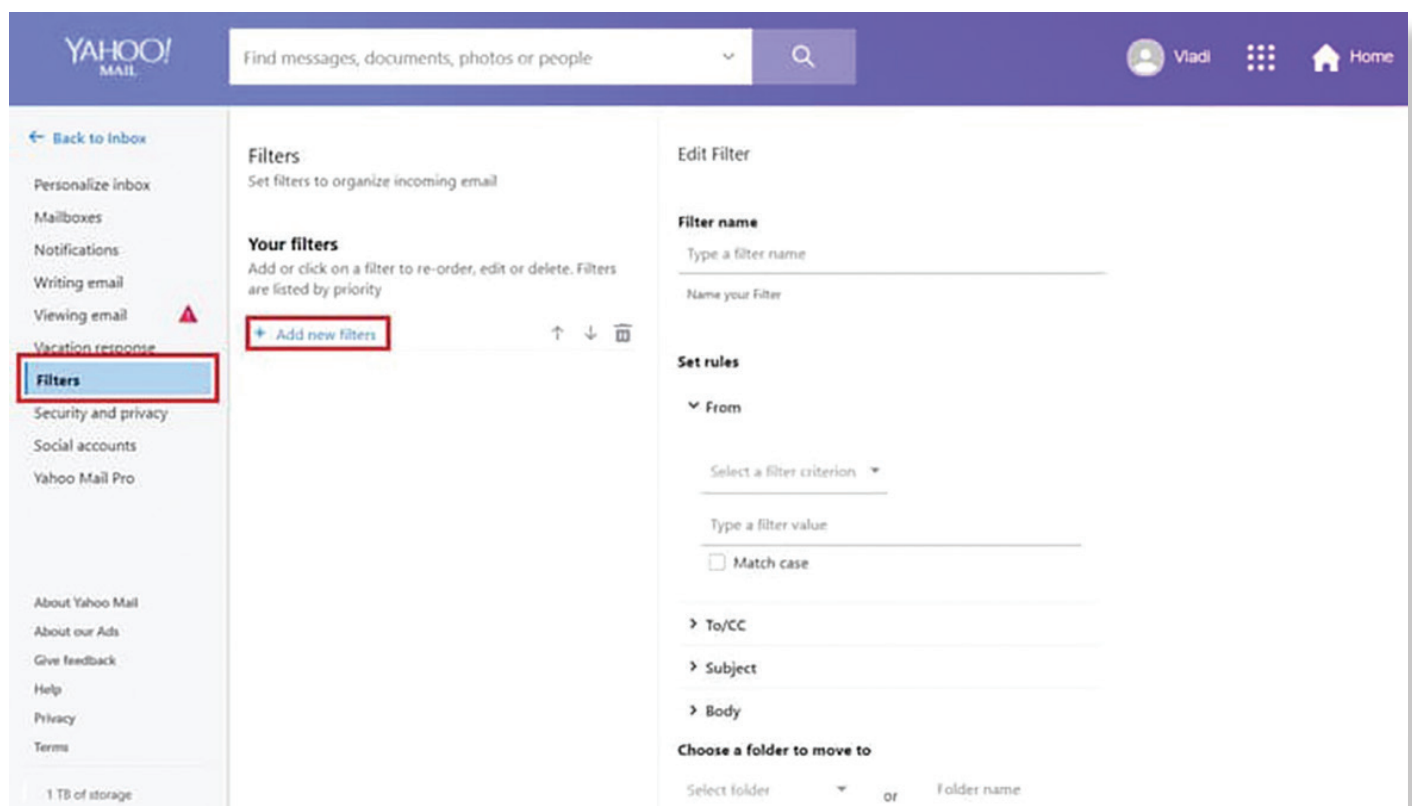 YAHOO!
MAIL
Find messages, documents, photos or people
Vladi
Home
Back to Inbox
Personalize inbox
Mailboxes
Notifications
Writing email
Viewing email
Vacation response
Filters
Security and privacy
Social accounts
Yahoo Mail Pro
About Yahoo Mail
About our Ads
Give feedback
Help
Privacy
Terms
1 TB of storage
Filters
Set filters to organize incoming email
Your filters
Add or click on a filter to re-order, edit or delete. Filters
are listed by priority
+ Add new filters
Edit Filter
Filter name
Type a filter name
Name your Filter
Set rules
From
Select a filter criterion
Type a filter value
Match case
To/CC
Subject
Body
Choose a folder to move to
Select folder or Folder name